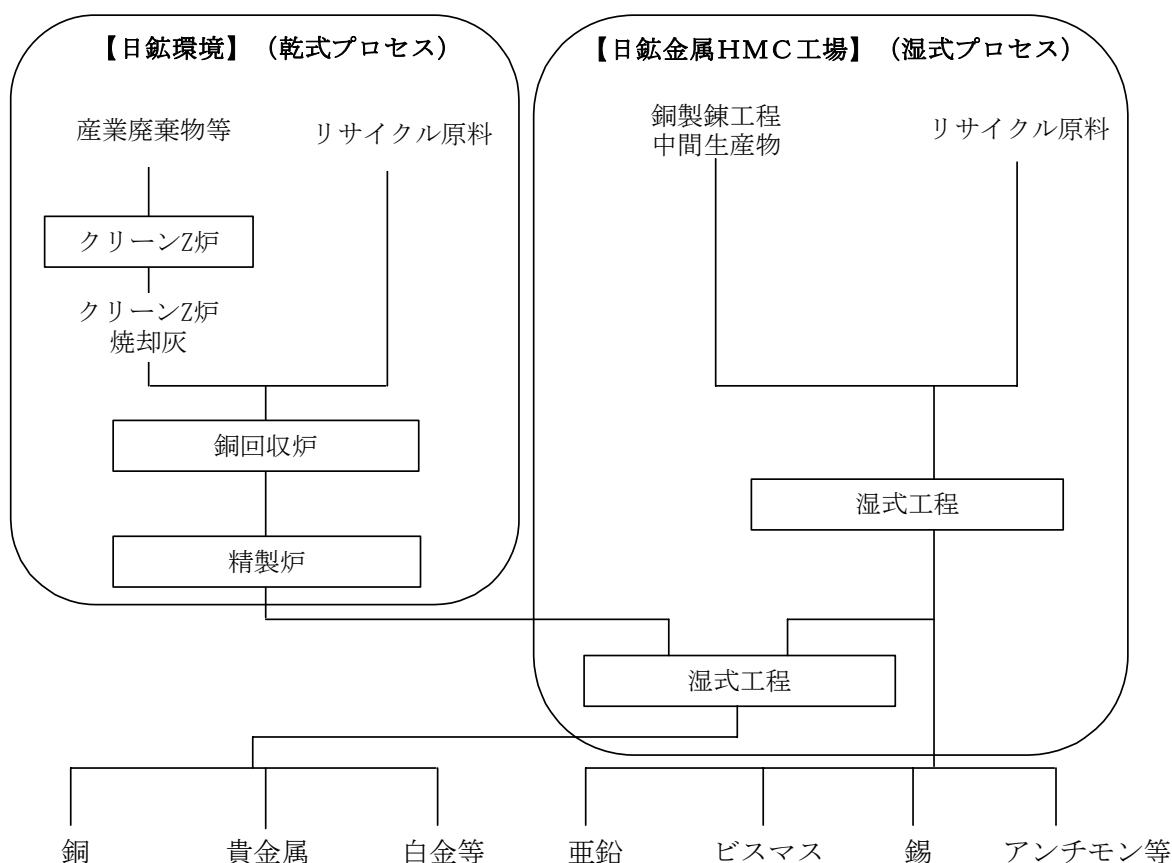 【日鉱環境】（乾式プロセス）
産業廃棄物等
リサイクル原料
クリーンZ炉
クリーンZ炉
焼却灰
銅回収炉
精製炉
【日鉱金属HMC工場】（湿式プロセス）
銅製錬工程
中間生産物
リサイクル原料
湿式工程
湿式工程
銅
貴金属
白金等
亜鉛
ビスマス
錫
アンチモン等